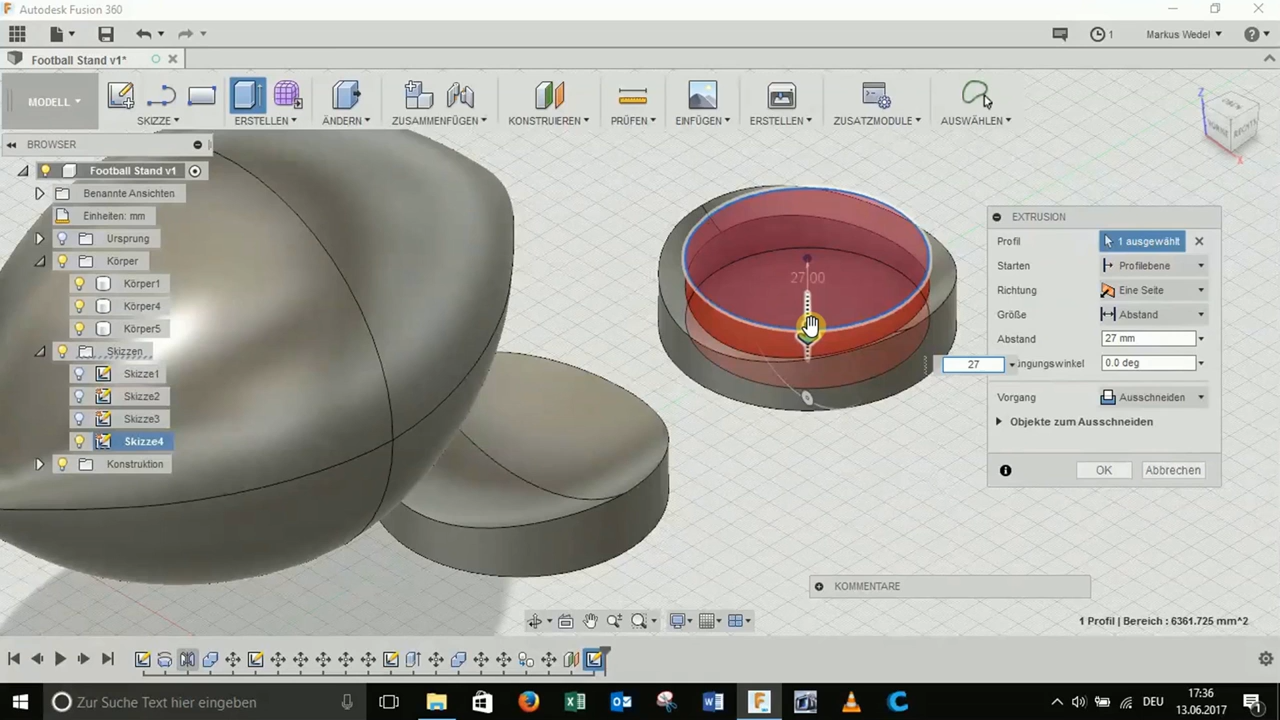 Autodesk Fusion 360
1
Markus Wedel
Football Stand v1*
MODELL
SKIZZE
ERSTELLEN
ÄNDERN
ZUSAMMENFÜGEN
KONSTRUIEREN
PRÜFEN
EINFÜGEN
ERSTELLEN
ZUSATZMODULE
AUSWÄHLEN
Z
X
VORNE
RECHTS
BROWSER
Football Stand v1
Benannte Ansichten
Einheiten: mm
Ursprung
Körper
Körper1
Körper4
Körper5
Skizzen
Skizze1
Skizze2
Skizze3
Skizze4
Konstruktion
27.00
27
EXTRUSION
Profil
1 ausgewählt
Starten
Profilebene
Richtung
Eine Seite
Größe
Abstand
Abstand
27 mm
ungungswinkel
0.0 deg
Vorgang
Ausschneiden
Objekte zum Ausschneiden
OK
Abbrechen
KOMMENTARE
1 Profil | Bereich : 6361.725 mm^2
Zur Suche Text hier eingeben
DEU
17:36
13.06.2017
1